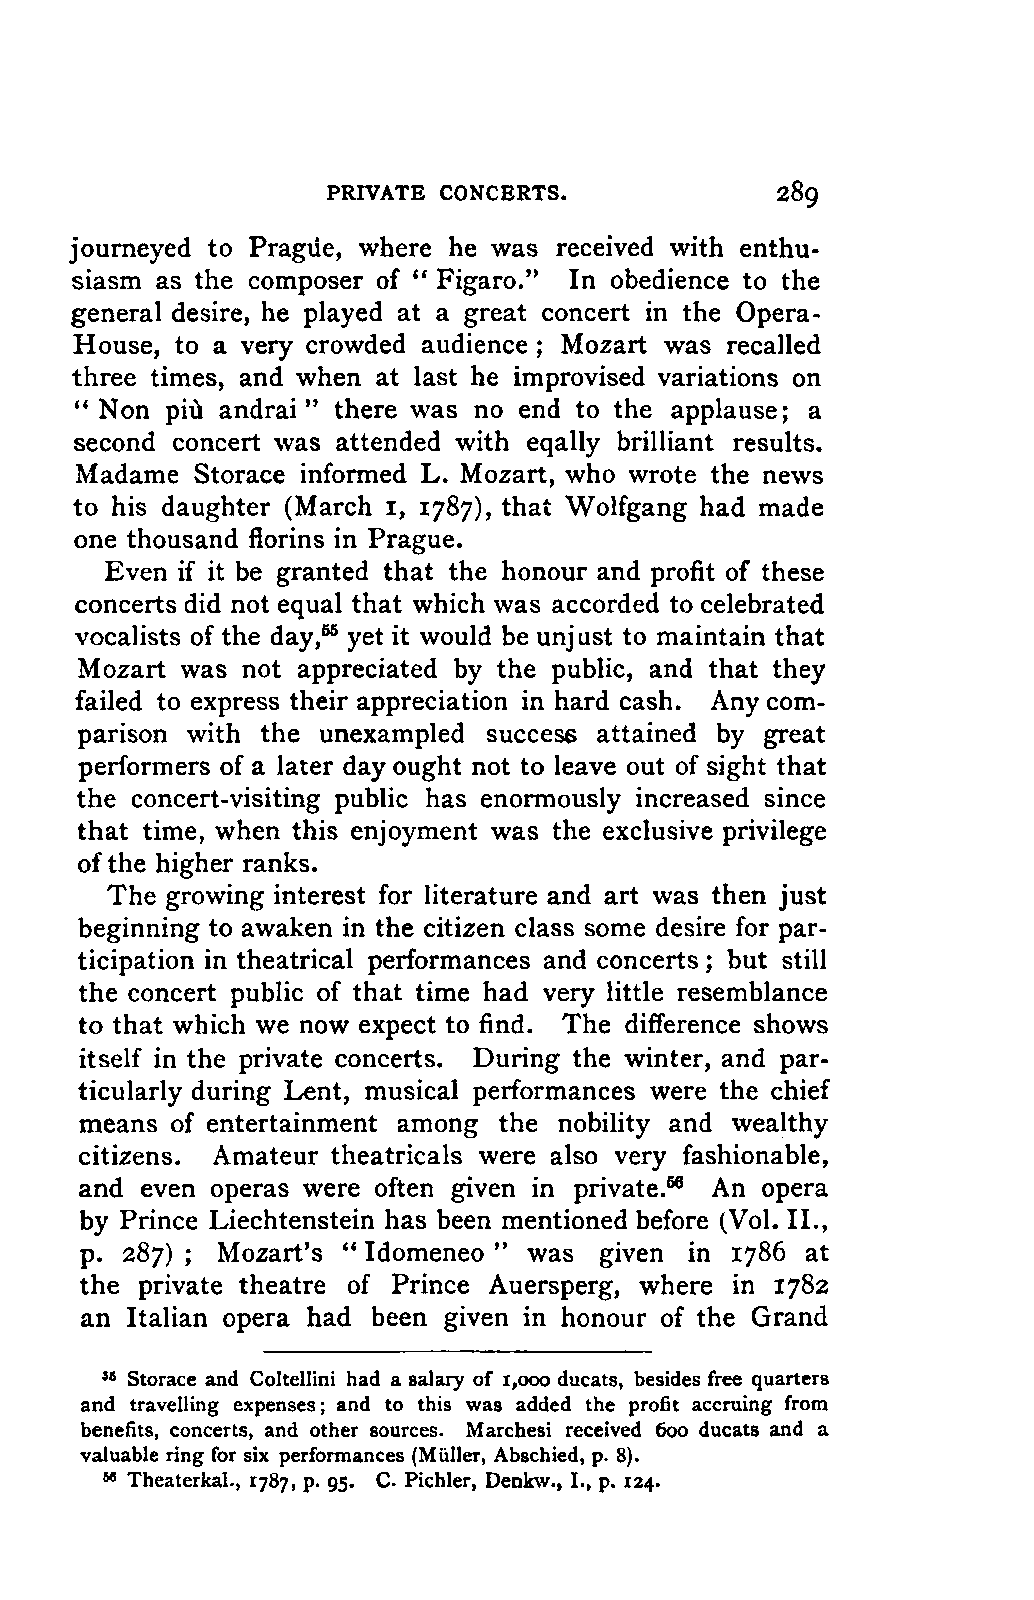 PRIVATE CONCERTS. 289
journeyed to Prague, where he was received with enthu-
siasm as the composer of “ Figaro.” In obedience to the
general desire, he played at a great concert in the Opera-
House, to a very crowded audience ; Mozart was recalled
three times, and when at last he improvised variations on
“ Non più andrai ” there was no end to the applause; a
second concert was attended with eqally brilliant results.
Madame Storace informed L. Mozart, who wrote the news
to his daughter (March 1, 1787), that Wolfgang had made
one thousand florins in Prague.
Even if it be granted that the honour and profit of these
concerts did not equal that which was accorded to celebrated
vocalists of the day,⁵⁵ yet it would be unjust to maintain that
Mozart was not appreciated by the public, and that they
failed to express their appreciation in hard cash. Any com-
parison with the unexampled success attained by great
performers of a later day ought not to leave out of sight that
the concert-visiting public has enormously increased since
that time, when this enjoyment was the exclusive privilege
of the higher ranks.
The growing interest for literature and art was then just
beginning to awaken in the citizen class some desire for par-
ticipation in theatrical performances and concerts ; but still
the concert public of that time had very little resemblance
to that which we now expect to find. The difference shows
itself in the private concerts. During the winter, and par-
ticularly during Lent, musical performances were the chief
means of entertainment among the nobility and wealthy
citizens. Amateur theatricals were also very fashionable,
and even operas were often given in private.⁵⁶ An opera
by Prince Liechtenstein has been mentioned before (Vol. II.,
p. 287) ; Mozart's “ Idomeneo ” was given in 1786 at
the private theatre of Prince Auersperg, where in 1782
an Italian opera had been given in honour of the Grand
⁵⁵ Storace and Coltellini had a salary of 1,000 ducats, besides free quarters
and travelling expenses; and to this was added the profit accruing from
benefits, concerts, and other sources. Marchesi received 600 ducats and a
valuable ring for six performances (Müller, Abschied, p. 8).
⁵⁶ Theaterkal., 1787, p. 95. C. Pichler, Denkw., I., p. 124.